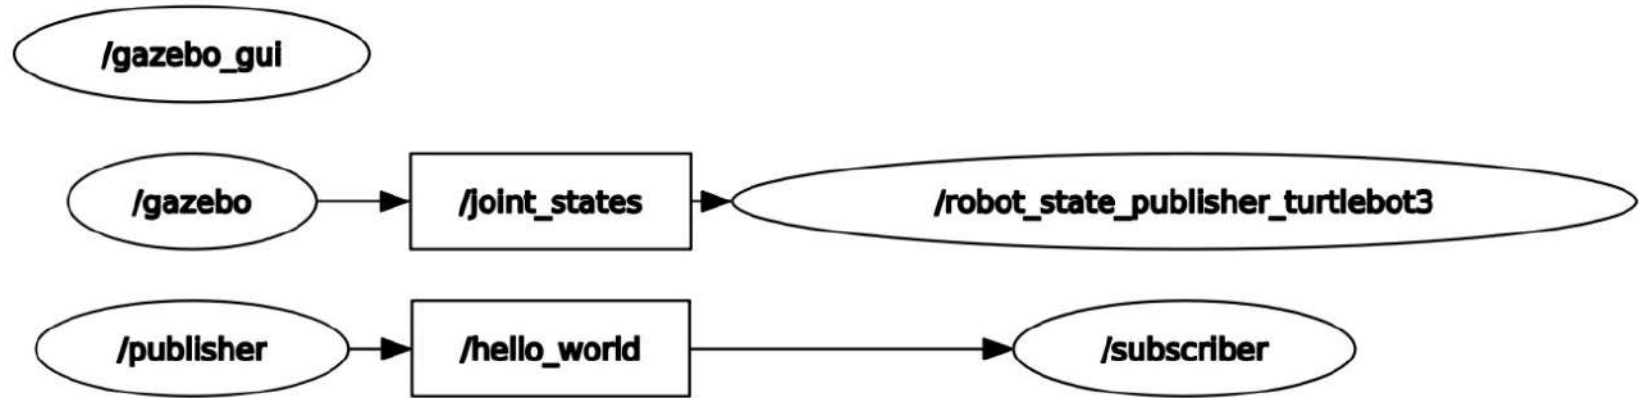 /gazebo_gui
/gazebo
/joint_states
/robot_state_publisher_turtlebot3
/publisher
/hello_world
/subscriber